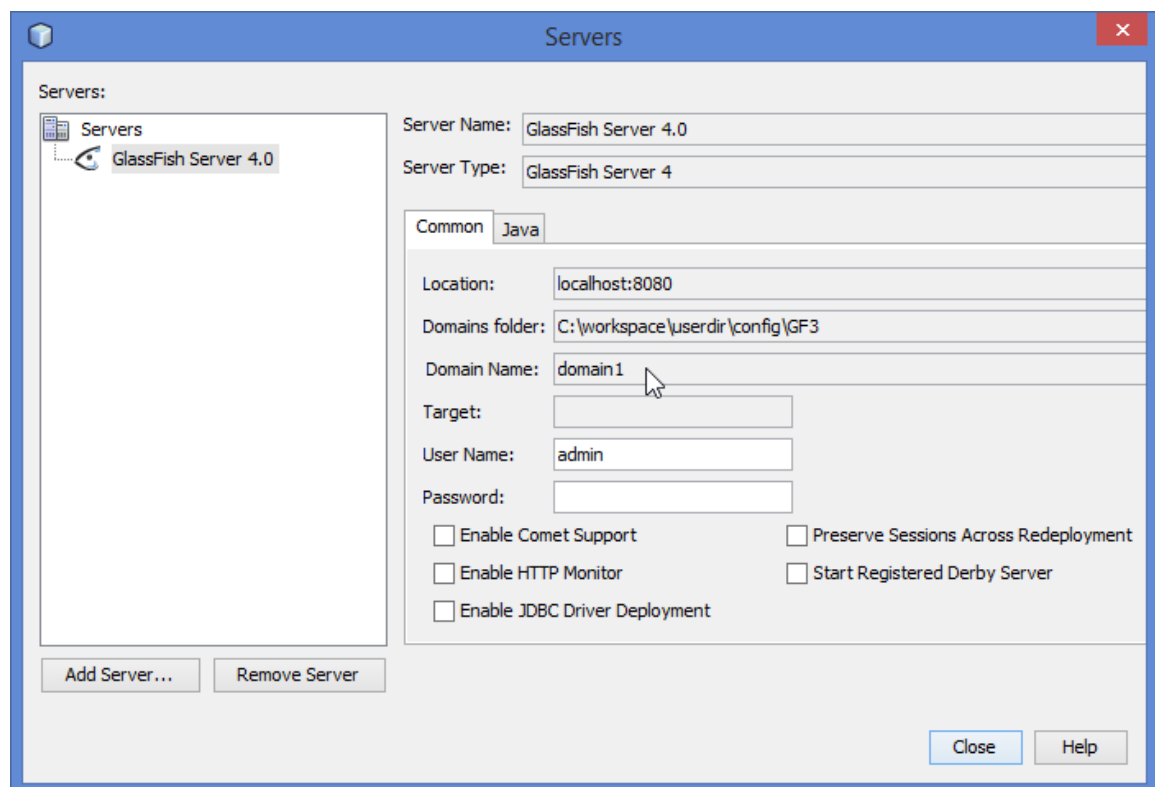 Servers
Servers:
Servers
GlassFish Server 4.0
Server Name: GlassFish Server 4.0
Server Type: GlassFish Server 4
Common Java
Location: localhost:8080
Domains folder: C:\workspace\userdir\config\GF3
Domain Name: domain1
Target:
User Name: admin
Password:
Enable Comet Support Preserve Sessions Across Redeployment
Enable HTTP Monitor Start Registered Derby Server
Enable JDBC Driver Deployment
Add Server... Remove Server
Close Help